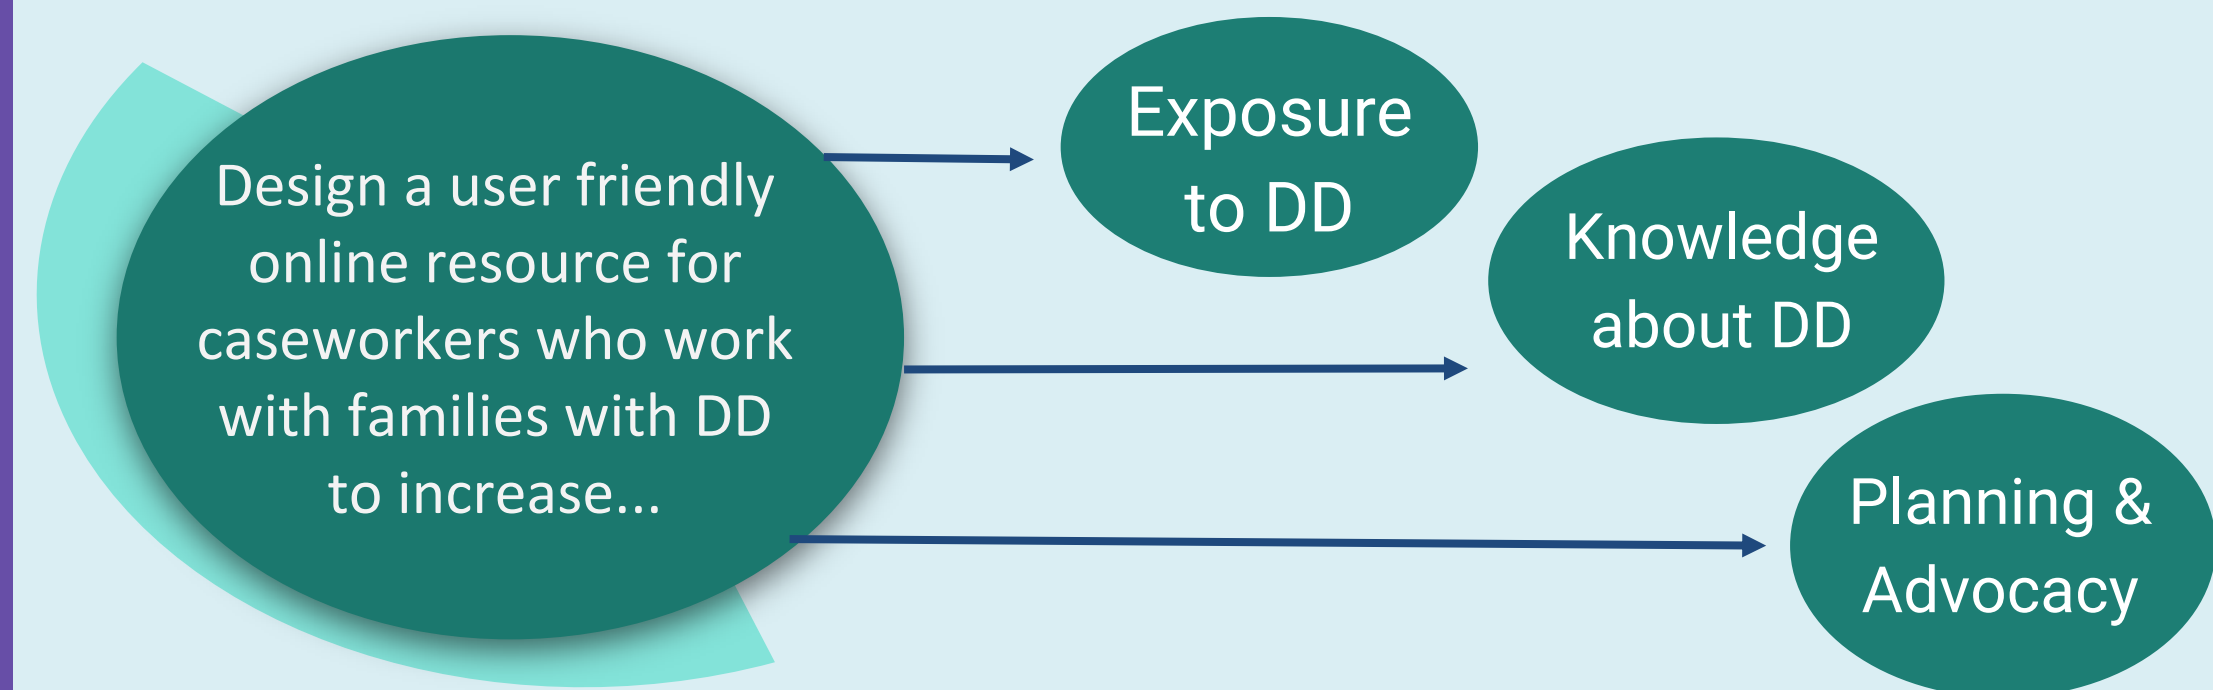 Design a user friendly
online resource for
caseworkers who work
with families with DD
to increase...
Exposure
to DD
Knowledge
about DD
Planning &
Advocacy